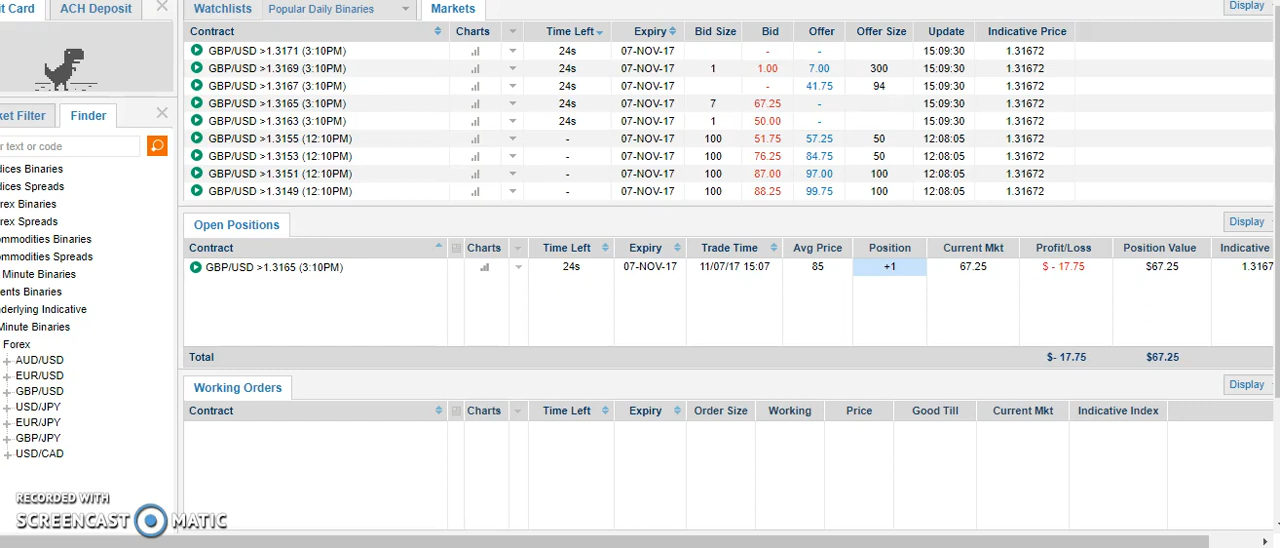 it Card ACH Deposit Watchlists Popular Daily Binaries Markets Display
Contract Charts Time Left Expiry Bid Size Bid Offer Offer Size Update Indicative Price
GBP/USD >1.3171 (3:10PM) 24s 07-NOV-17 - - 15:09:30 1.31672
GBP/USD >1.3169 (3:10PM) 24s 07-NOV-17 1 1.00 7.00 300 15:09:30 1.31672
GBP/USD >1.3167 (3:10PM) 24s 07-NOV-17 - 41.75 94 15:09:30 1.31672
GBP/USD >1.3165 (3:10PM) 24s 07-NOV-17 7 67.25 - 15:09:30 1.31672
GBP/USD >1.3163 (3:10PM) 24s 07-NOV-17 1 50.00 - 15:09:30 1.31672
GBP/USD >1.3155 (12:10PM) - 07-NOV-17 100 51.75 57.25 50 12:08:05 1.31672
GBP/USD >1.3153 (12:10PM) - 07-NOV-17 100 76.25 84.75 50 12:08:05 1.31672
GBP/USD >1.3151 (12:10PM) - 07-NOV-17 100 87.00 97.00 100 12:08:05 1.31672
GBP/USD >1.3149 (12:10PM) - 07-NOV-17 100 88.25 99.75 100 12:08:05 1.31672
ket Filter Finder
r text or code
dices Binaries
dices Spreads
rex Binaries
rex Spreads
ommodities Binaries
ommodities Spreads
Minute Binaries
ents Binaries
nderlying Indicative
Minute Binaries
Forex
AUD/USD
EUR/USD
GBP/USD
USD/JPY
EUR/JPY
GBP/JPY
USD/CAD
Open Positions Display
Contract Charts Time Left Expiry Trade Time Avg Price Position Current Mkt Profit/Loss Position Value Indicative
GBP/USD >1.3165 (3:10PM) 24s 07-NOV-17 11/07/17 15:07 85 +1 67.25 $ - 17.75 $67.25 1.3167
Total $- 17.75 $67.25
Working Orders Display
Contract Charts Time Left Expiry Order Size Working Price Good Till Current Mkt Indicative Index
RECORDED WITH
SCREENCAST MATIC